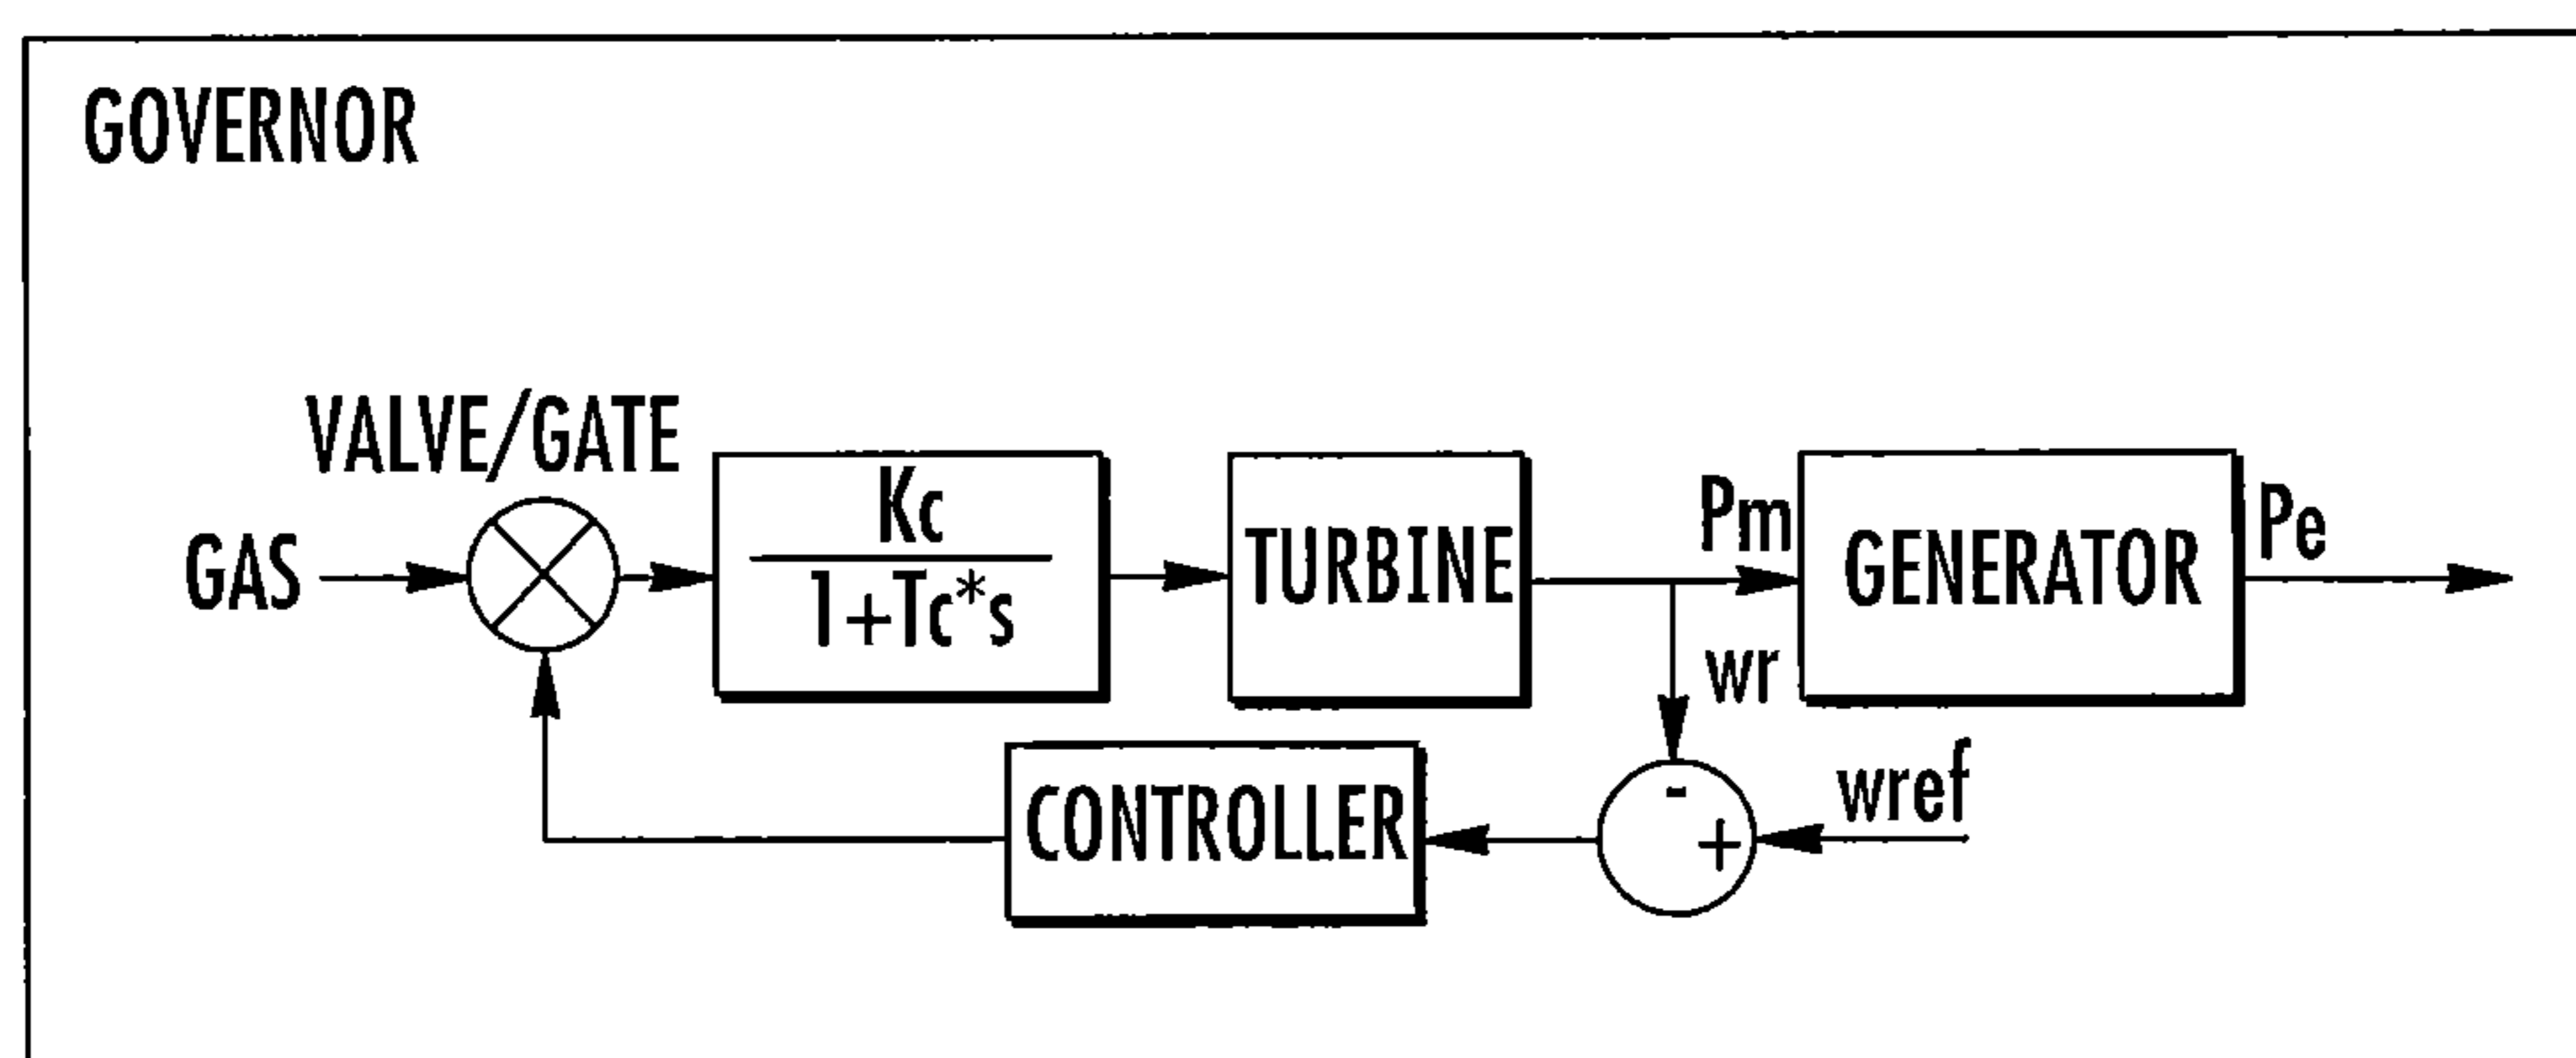 GOVERNOR
VALVE/GATE
GAS
Kc
1+Tc*s
TURBINE
Pm
GENERATOR
Pe
wr
wref
CONTROLLER
-
+